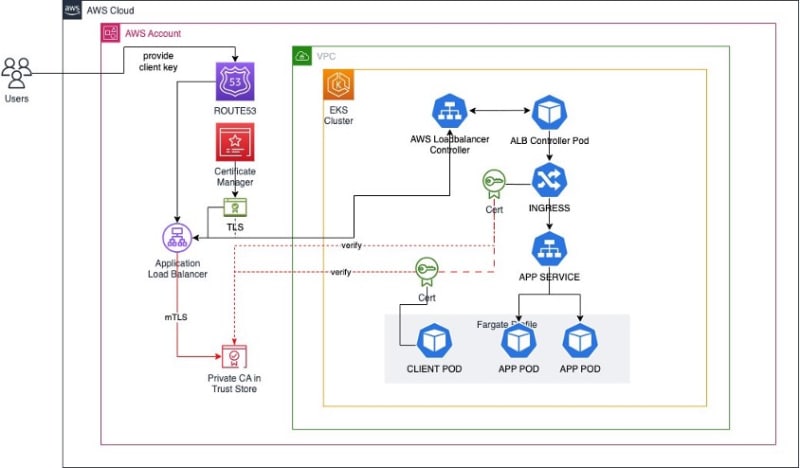 aws
AWS Cloud
AWS Account
provide
client key
Users
53
ROUTE53
VPC
K
EKS
Cluster
AWS Loadbalancer
Controller
ALB Controller Pod
Certificate
Manager
TLS
Cert
INGRESS
verify
Application
Load Balancer
verify
APP SERVICE
Cert
mTLS
Fargate Profile
CLIENT POD
APP POD
APP POD
Private CA in
Trust Store